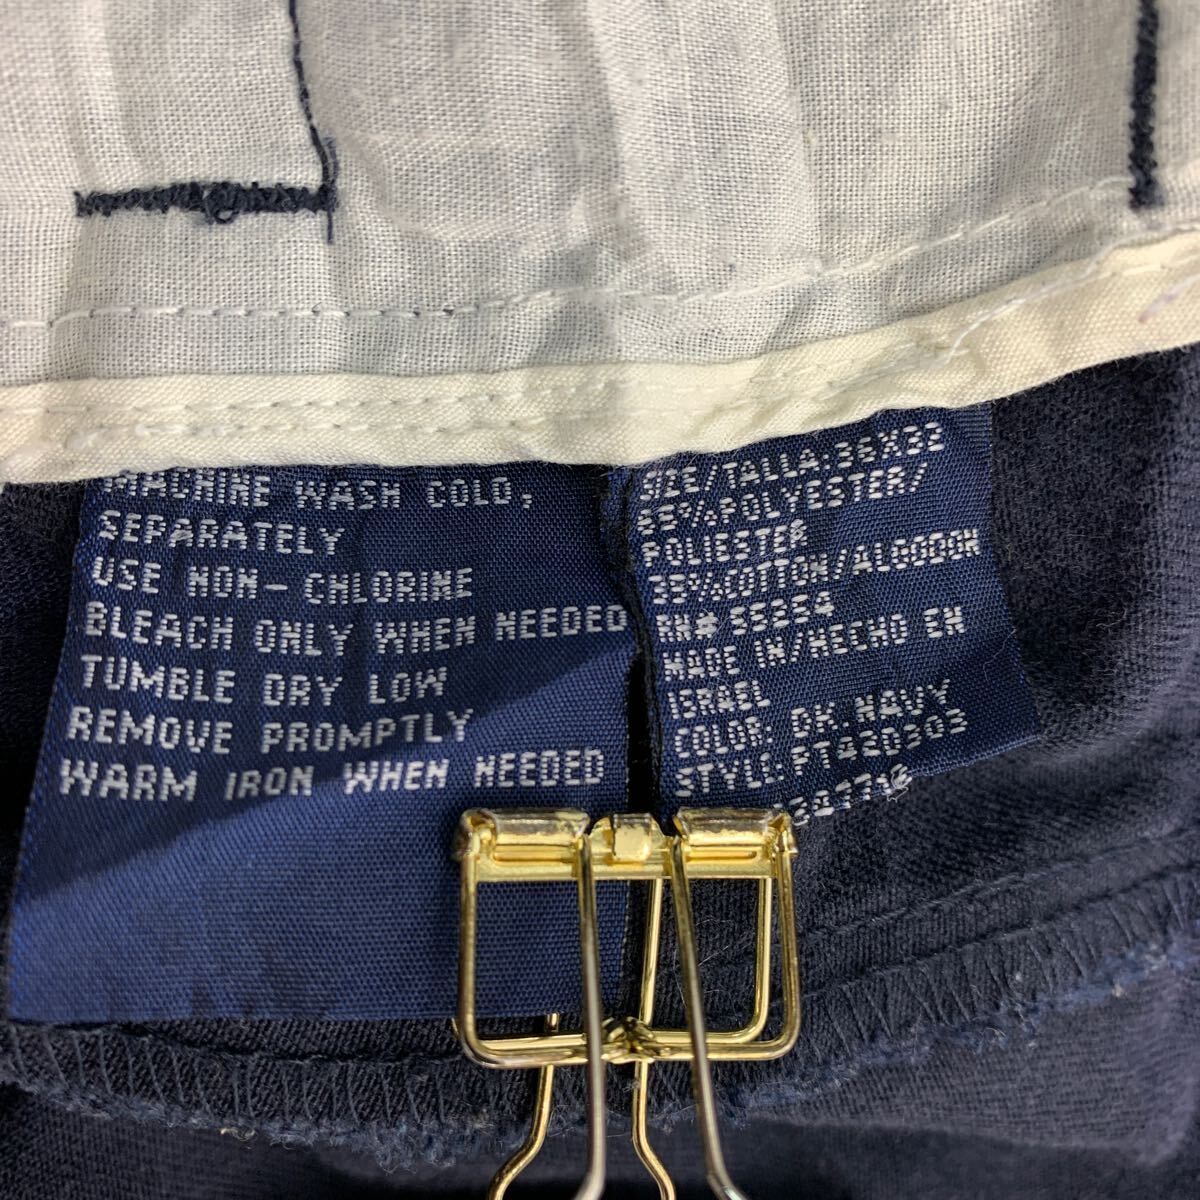 MACHINE WASH COLD,
SEPARATELY
USE NON-CHLORINE
BLEACH ONLY WHEN NEEDED
TUMBLE DRY LOW
REMOVE PROMPTLY
WARM IRON WHEN NEEDED
SIZE/TALLA:36X32
65%POLYESTER/
POLIESTER
35%COTTON/ALGODON
RN#
MADE IN/HECHO EN
ISRAEL
COLOR: DK.NAVY
STYLE: